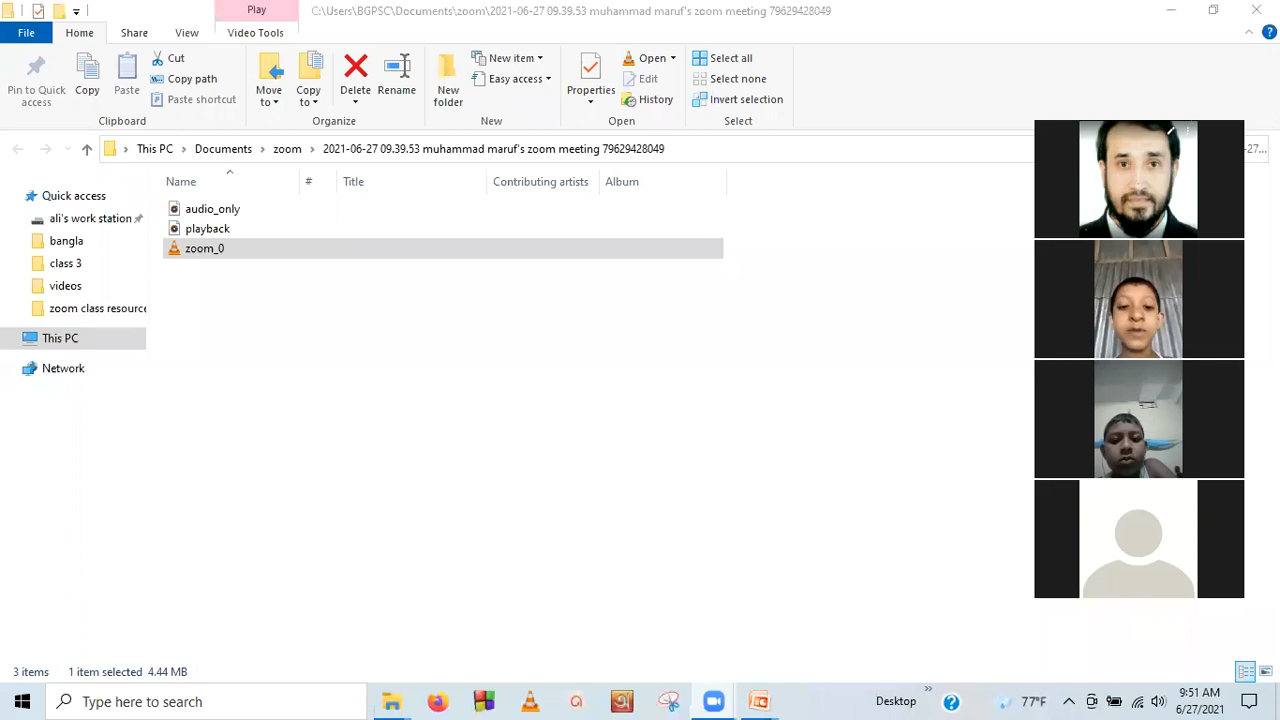 Play
C:\Users\BGPSC\Documents\zoom\2021-06-27 09.39.53 muhammad maruf's zoom meeting 79629428049
File
Home
Share
View
Video Tools
Pin to Quick access
Copy
Paste
Cut
Copy path
Paste shortcut
Clipboard
Move to
Copy to
Delete
Rename
Organize
New folder
New item
Easy access
New
Properties
Open
Edit
History
Open
Select all
Select none
Invert selection
Select
This PC > Documents > zoom > 2021-06-27 09.39.53 muhammad maruf's zoom meeting 79629428049
-27...
Name
#
Title
Contributing artists
Album
Quick access
ali's work station
bangla
class 3
videos
zoom class resource
This PC
Network
audio_only
playback
zoom_0
3 items
1 item selected 4.44 MB
Type here to search
Desktop
77°F
9:51 AM
6/27/2021